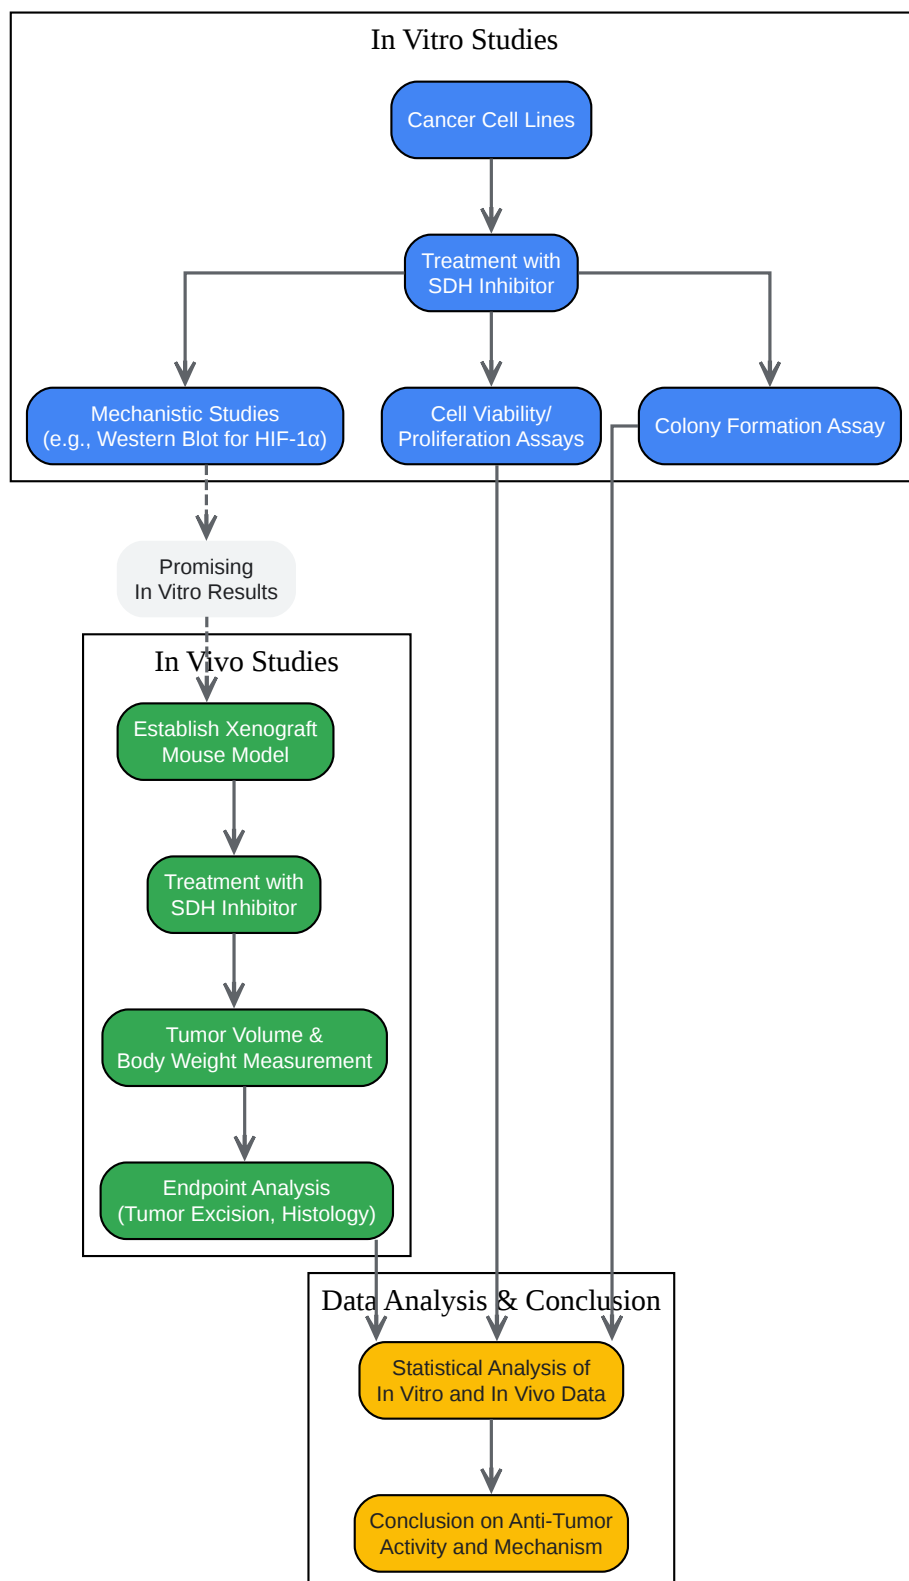 In Vitro Studies
Cancer Cell Lines
Treatment with
SDH Inhibitor
Mechanistic Studies
(e.g., Western Blot for HIF-1α)
Cell Viability/
Proliferation Assays
Colony Formation Assay
Promising
In Vitro Results
In Vivo Studies
Establish Xenograft
Mouse Model
Treatment with
SDH Inhibitor
Tumor Volume &
Body Weight Measurement
Endpoint Analysis
(Tumor Excision, Histology)
Data Analysis & Conclusion
Statistical Analysis of
In Vitro and In Vivo Data
Conclusion on Anti-Tumor
Activity and Mechanism